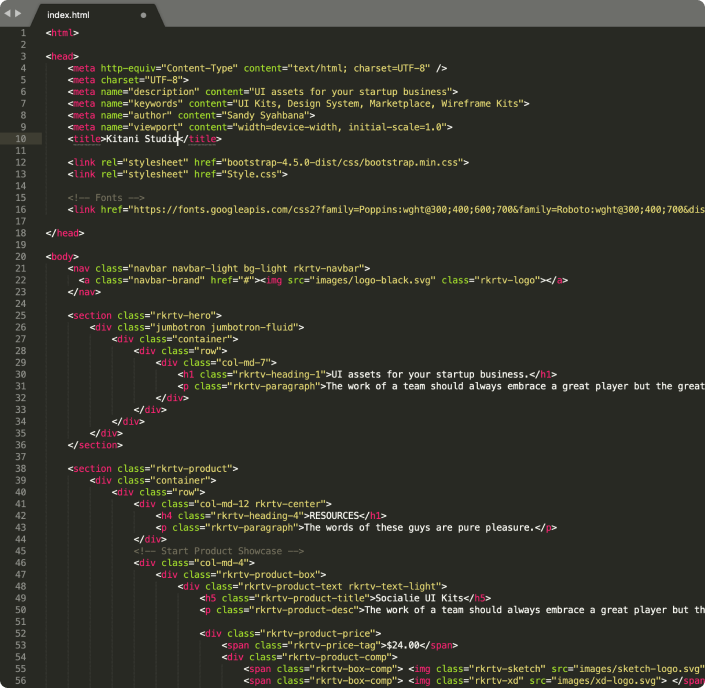 index.html
1 <html>
2
3 <head>
4 <meta http-equiv="Content-Type" content="text/html; charset=UTF-8" />
5 <meta charset="UTF-8">
6 <meta name="description" content="UI assets for your startup business">
7 <meta name="keywords" content="UI Kits, Design System, Marketplace, Wireframe Kits">
8 <meta name="author" content="Sandy Syahbana">
9 <meta name="viewport" content="width=device-width, initial-scale=1.0">
10 <title>Kitani Studio</title>
11
12 <link rel="stylesheet" href="bootstrap-4.5.0-dist/css/bootstrap.min.css">
13 <link rel="stylesheet" href="Style.css">
14
15 <!-- Fonts -->
16 <link href="https://fonts.googleapis.com/css2?family=Poppins:wght@300;400;600;700&family=Roboto:wght@300;400;700&dis
17
18 </head>
19
20 <body>
21 <nav class="navbar navbar-light bg-light rkrtv-navbar">
22 <a class="navbar-brand" href="#"><img src="images/logo-black.svg" class="rkrtv-logo"></a>
23 </nav>
24
25 <section class="rkrtv-hero">
26 <div class="jumbotron jumbotron-fluid">
27 <div class="container">
28 <div class="row">
29 <div class="col-md-7">
30 <h1 class="rkrtv-heading-1">UI assets for your startup business.</h1>
31 <p class="rkrtv-paragraph">The work of a team should always embrace a great player but the great
32 </div>
33 </div>
34 </div>
35 </div>
36 </section>
37
38 <section class="rkrtv-product">
39 <div class="container">
40 <div class="row">
41 <div class="col-md-12 rkrtv-center">
42 <h4 class="rkrtv-heading-4">RESOURCES</h1>
43 <p class="rkrtv-paragraph">The words of these guys are pure pleasure.</p>
44 </div>
45 <!-- Start Product Showcase -->
46 <div class="col-md-4">
47 <div class="rkrtv-product-box">
48 <div class="rkrtv-product-text rkrtv-text-light">
49 <h5 class="rkrtv-product-title">Socialie UI Kits</h5>
50 <p class="rkrtv-product-desc">The work of a team should always embrace a great player but th
51
52 <div class="rkrtv-product-price">
53 <span class="rkrtv-price-tag">$24.00</span>
54 <div class="rkrtv-product-comp">
55 <span class="rkrtv-box-comp"> <img class="rkrtv-sketch" src="images/sketch-logo.svg"
56 <span class="rkrtv-box-comp"> <img class="rkrtv-xd" src="images/xd-logo.svg"> </span